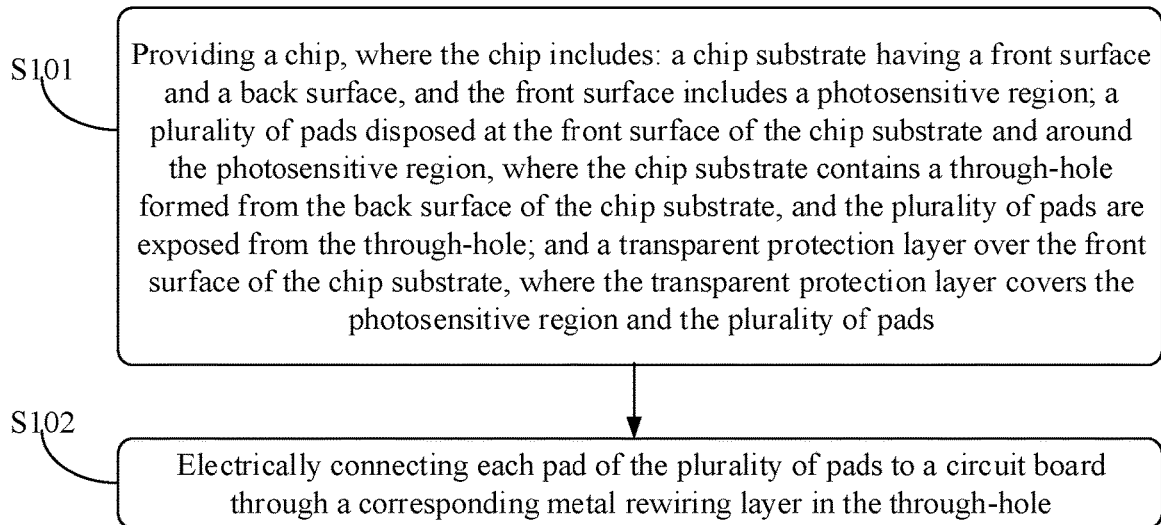 S101
Providing a chip, where the chip includes: a chip substrate having a front surface
and a back surface, and the front surface includes a photosensitive region; a
plurality of pads disposed at the front surface of the chip substrate and around
the photosensitive region, where the chip substrate contains a through-hole
formed from the back surface of the chip substrate, and the plurality of pads are
exposed from the through-hole; and a transparent protection layer over the front
surface of the chip substrate, where the transparent protection layer covers the
photosensitive region and the plurality of pads
S102
Electrically connecting each pad of the plurality of pads to a circuit board
through a corresponding metal rewiring layer in the through-hole